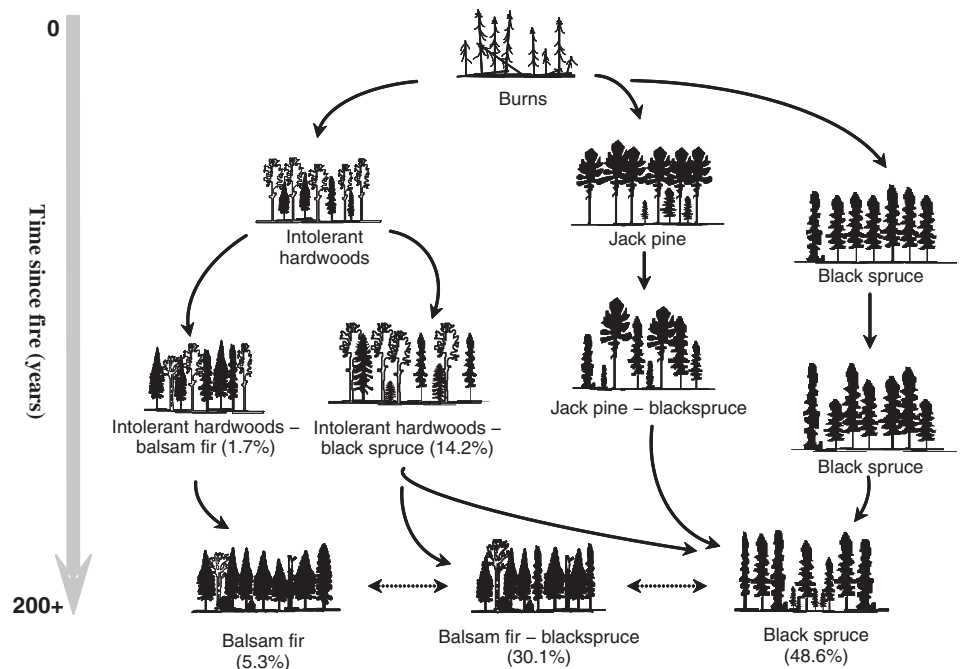 0
Burns
Time since fire (years)
Intolerant
hardwoods
Jack pine
Black spruce
Intolerant hardwoods –
balsam fir (1.7%)
Intolerant hardwoods –
black spruce (14.2%)
Jack pine – blackspruce
Black spruce
200+
Balsam fir
(5.3%)
Balsam fir – blackspruce
(30.1%)
Black spruce
(48.6%)